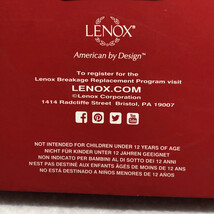 LENOX®
American by Design™
To register for the
Lenox Breakage Replacement Program visit
LENOX.COM
©Lenox Corporation
1414 Radcliffe Street Bristol, PA 19007
NOT INTENDED FOR CHILDREN UNDER 12 YEARS OF AGE
NICHT FÜR KINDER UNTER 12 JAHREN GEEIGNET
NON INDICATO PER BAMBINI AL DI SOTTO DEI 12 ANNI
N'EST PAS DESTINÉ AUX ENFANTS ÂGÉS DE MOINS DE 12 ANS
NO ESTÁ DESTINADO A NIÑOS MENORES DE 12 AÑOS